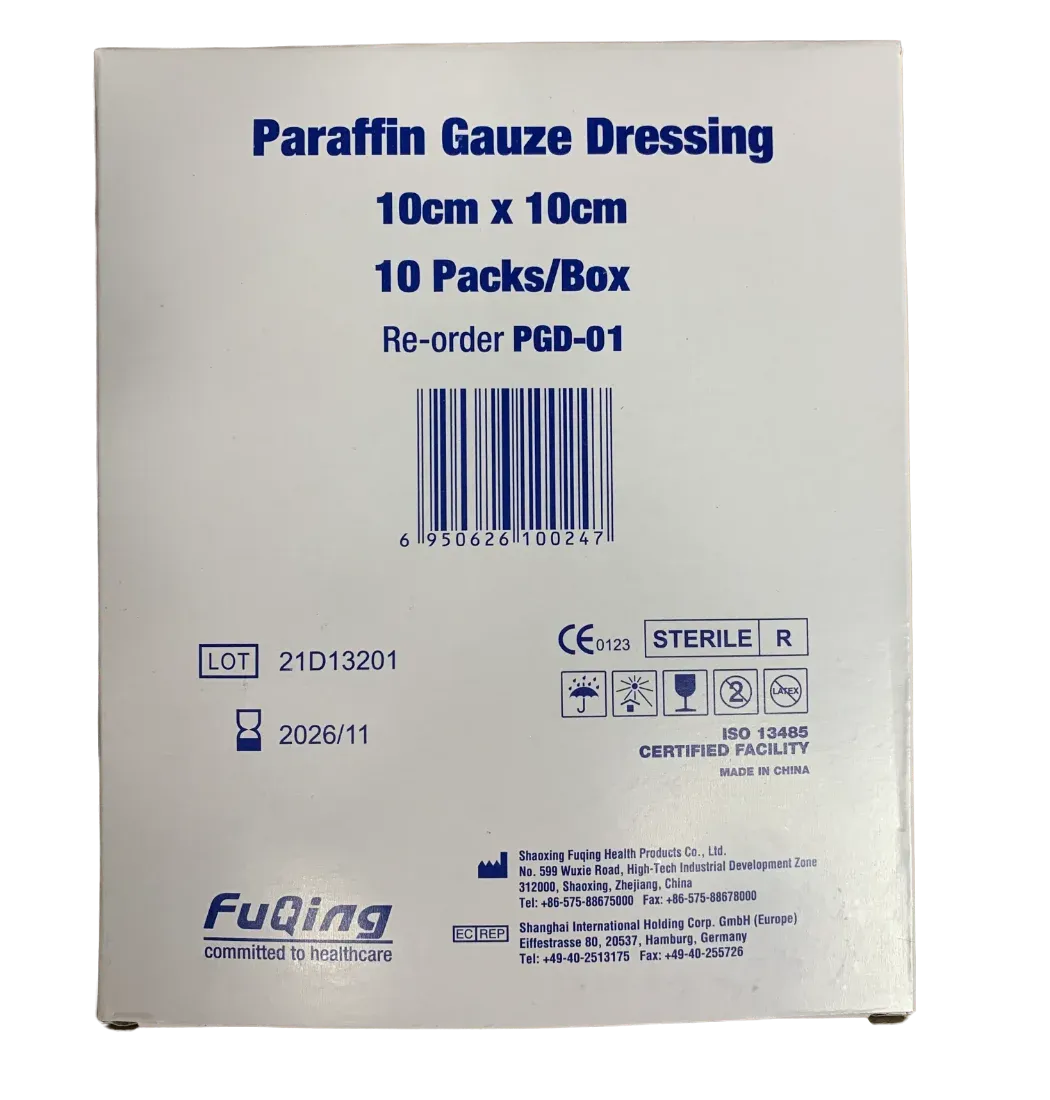 Paraffin Gauze Dressing
10cm x 10cm
10 Packs/Box
Re-order PGD-01
6 950626 100247
LOT 21D13201
2026/11
CE 0123 STERILE R
2 LATEX
ISO 13485
CERTIFIED FACILITY
MADE IN CHINA
Shaoxing Fuqing Health Products Co., Ltd.
No. 599 Wuxie Road, High-Tech Industrial Development Zone
312000, Shaoxing, Zhejiang, China
Tel: +86-575-88675000 Fax: +86-575-88678000
EC REP Shanghai International Holding Corp. GmbH (Europe)
Eiffestrasse 80, 20537, Hamburg, Germany
Tel: +49-40-2513175 Fax: +49-40-255726
FuQing
committed to healthcare